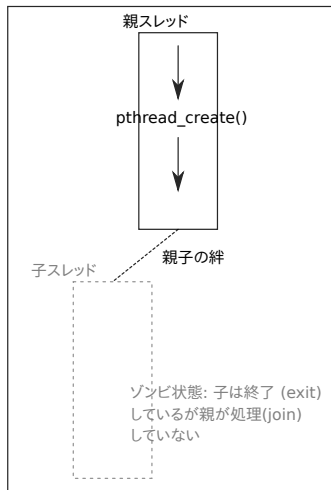 親スレッド
pthread_create()
親子の絆
子スレッド
ゾンビ状態: 子は終了 (exit)
しているが親が処理(join)
していない